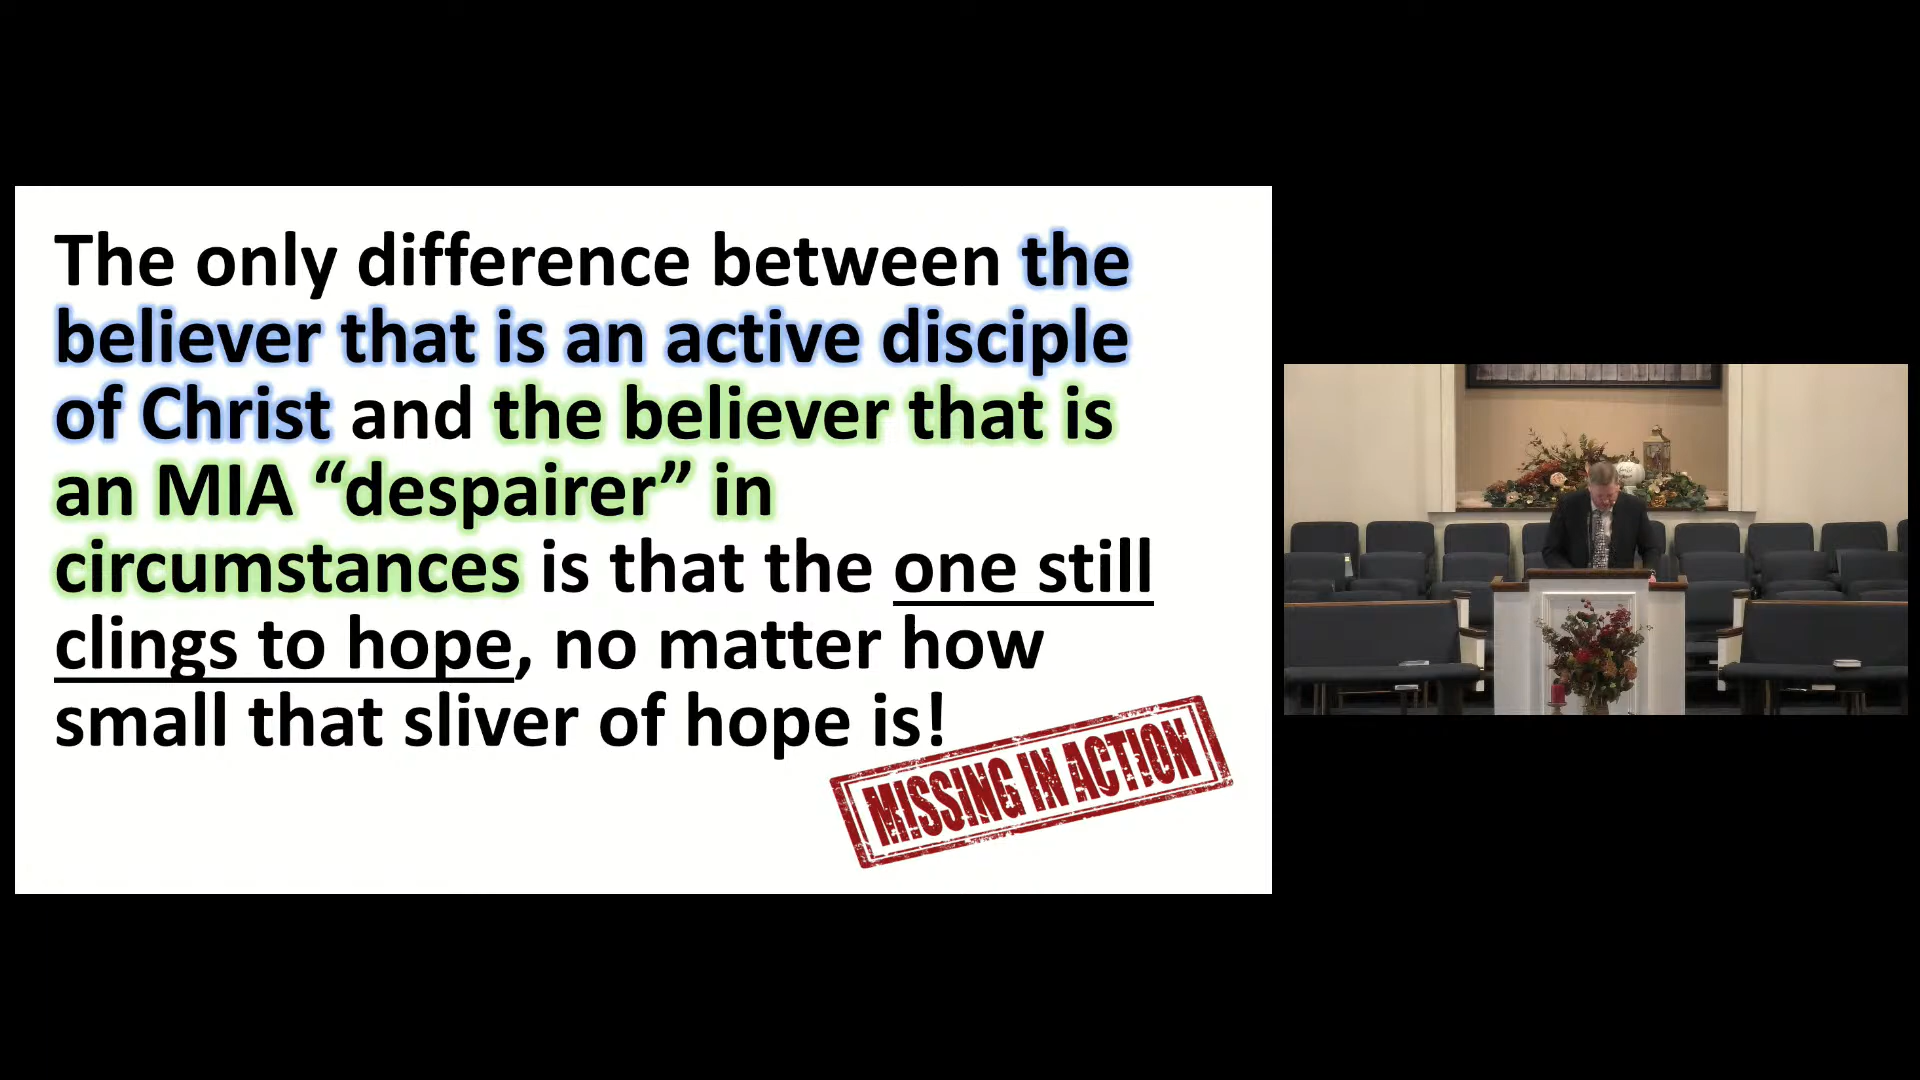 The only difference between the
believer that is an active disciple
of Christ and the believer that is
an MIA “despairer” in
circumstances is that the one still
clings to hope, no matter how
small that sliver of hope is!
MISSING IN ACTION